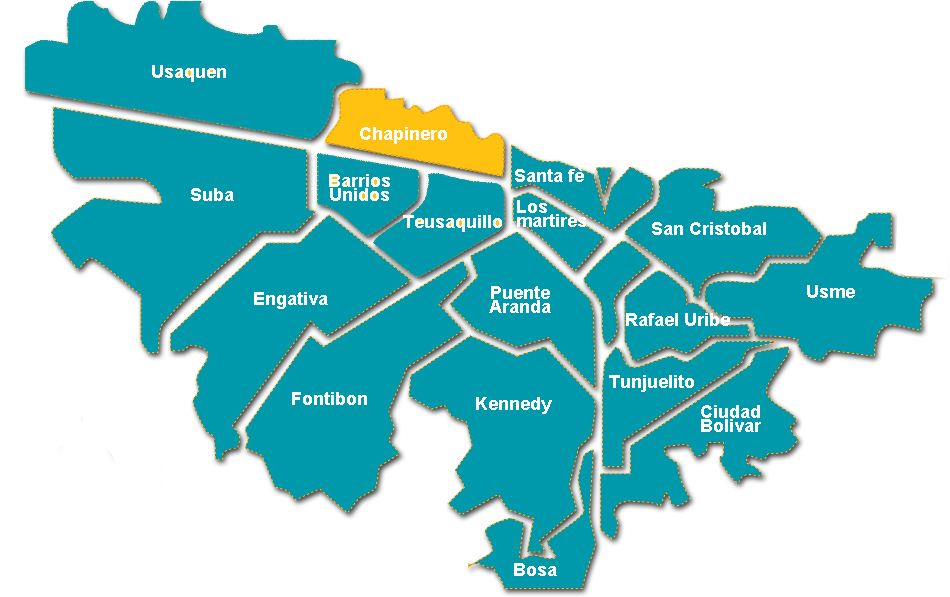 Usaquen
Chapinero
Suba
Barrios
Unidos
Teusaquillo
Santa fè
Los
martires
San Cristobal
Engativa
Puente
Aranda
Rafael Uribe
Usme
Fontibon
Kennedy
Tunjuelito
Ciudad
Bolivar
Bosa